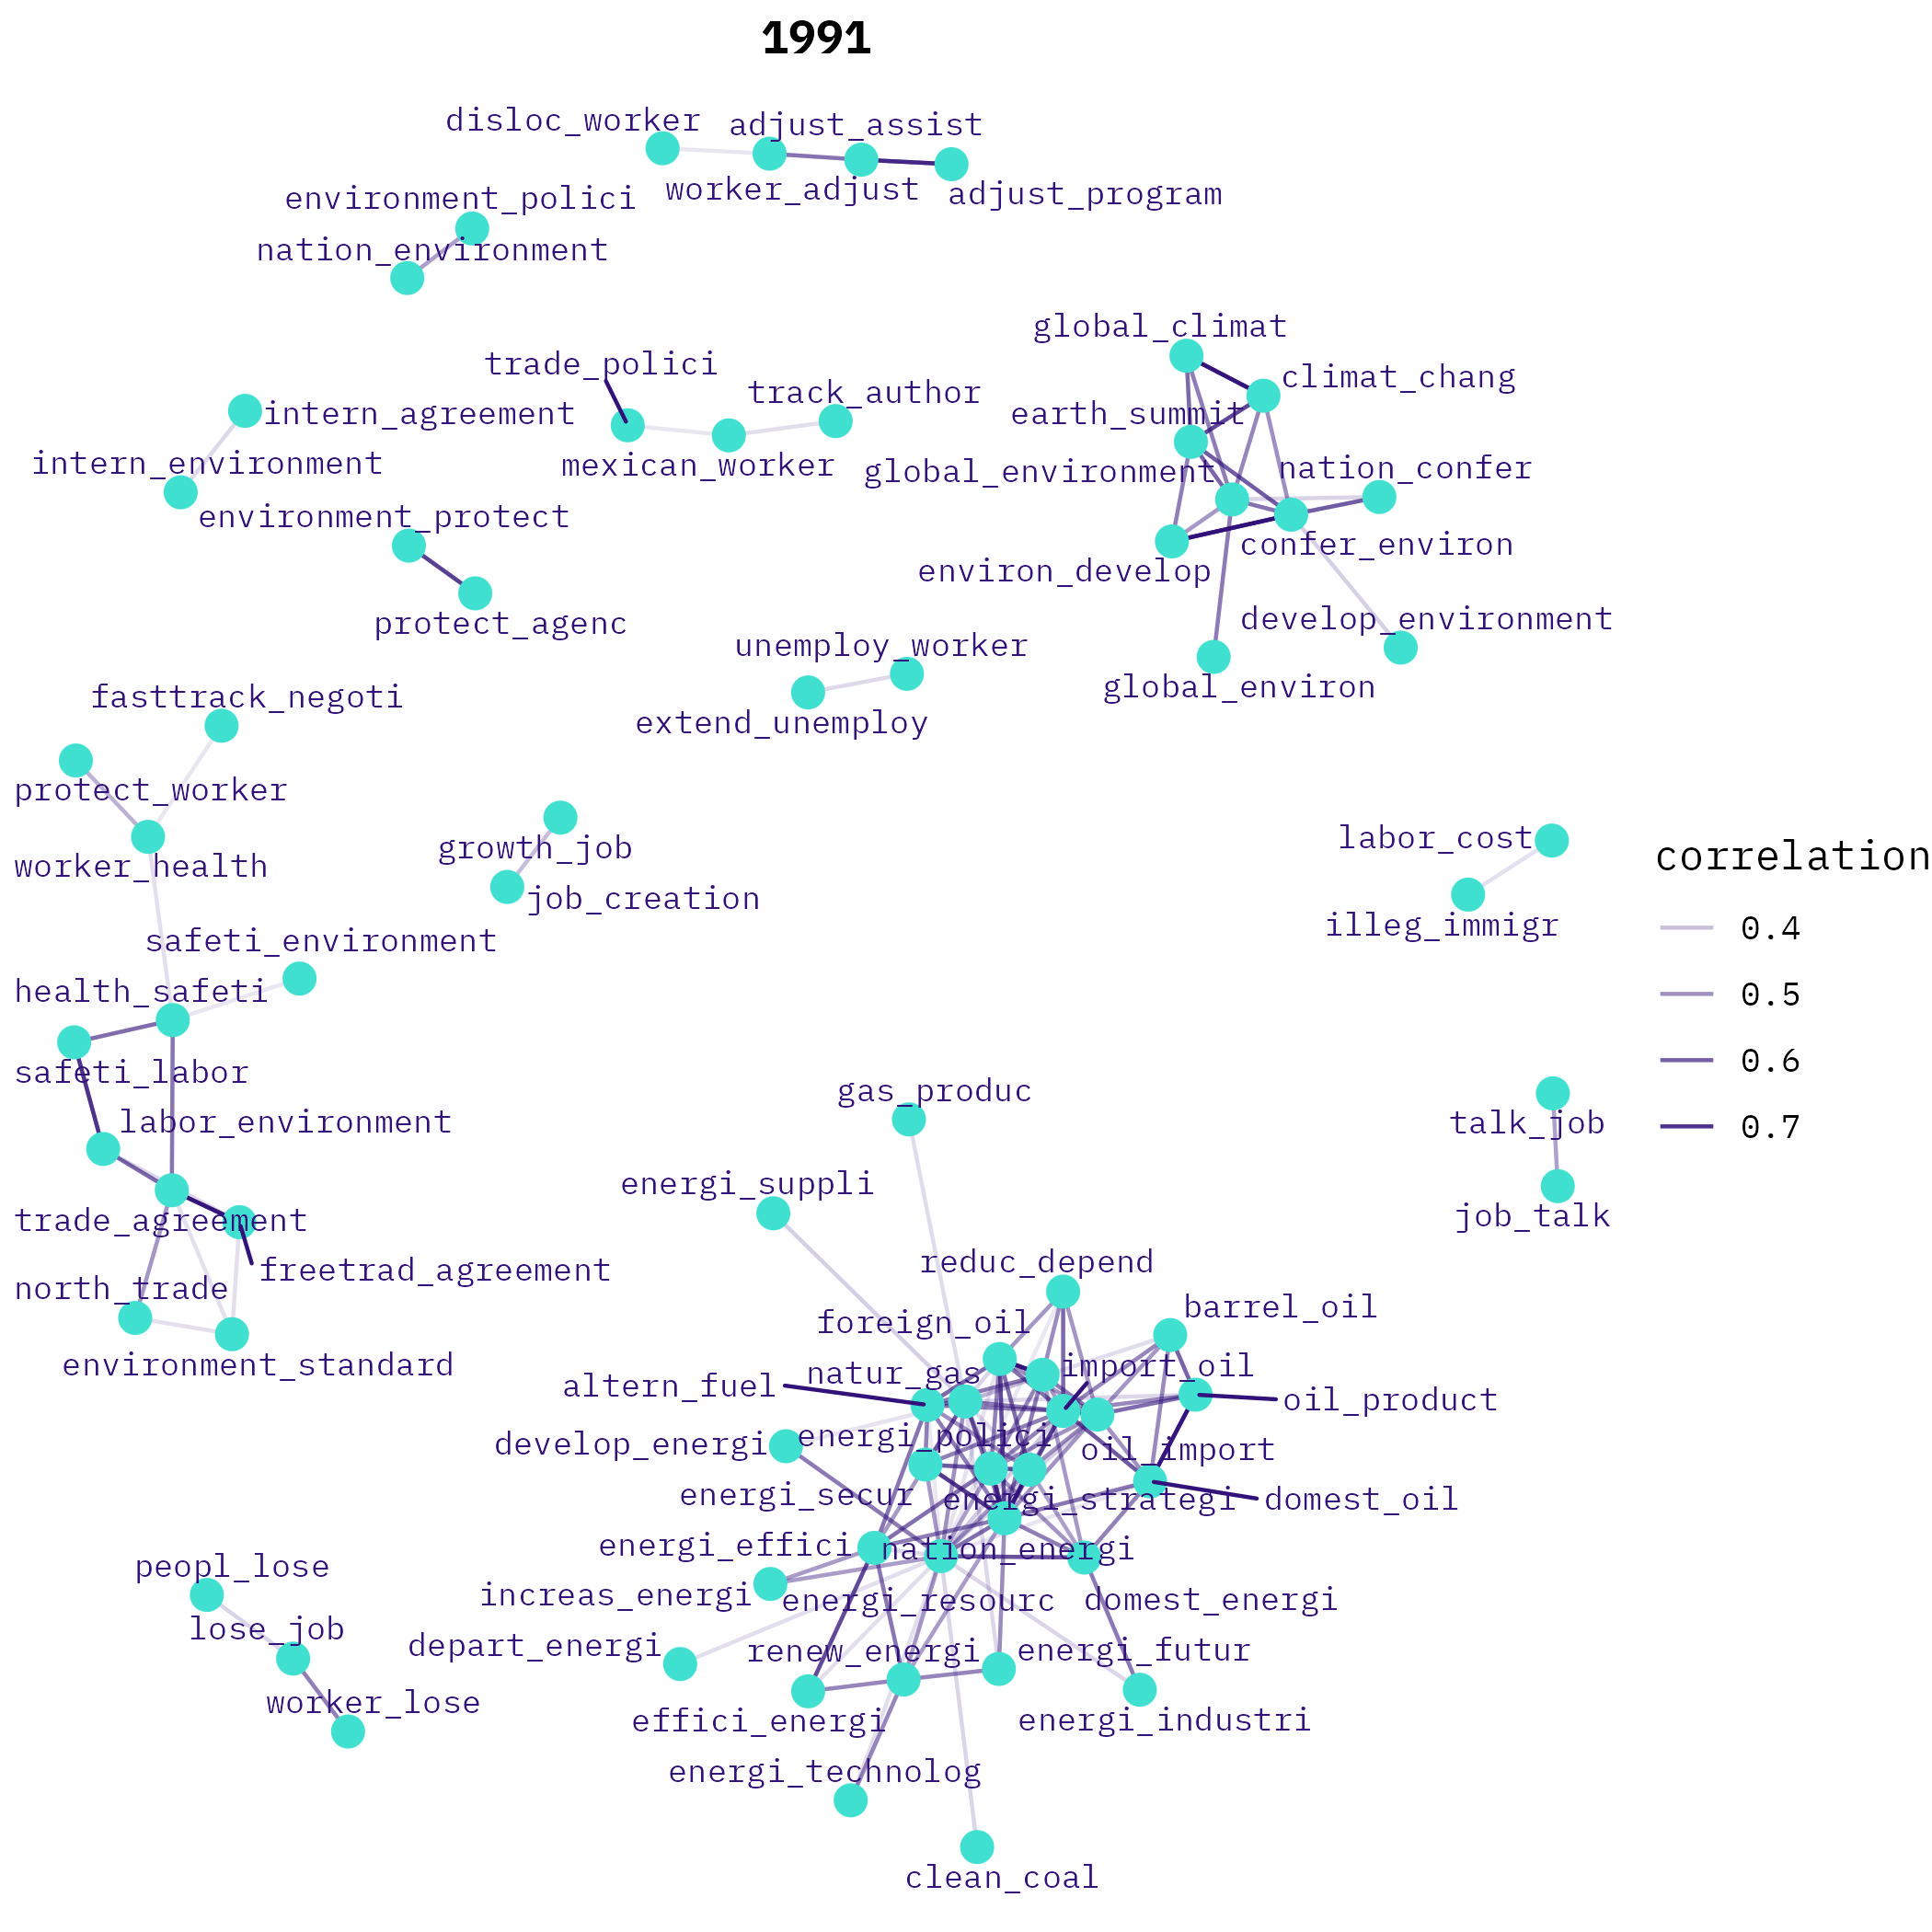 1991
disloc_worker
adjust_assist
worker_adjust
adjust_program
environment_polici
nation_environment
global_climat
trade_polici
climat_chang
track_author
intern_agreement
earth_summit
intern_environment
mexican_worker
global_environment
nation_confer
environment_protect
confer_environ
environ_develop
protect_agenc
develop_environment
unemploy_worker
global_environ
fasttrack_negoti
extend_unemploy
protect_worker
labor_cost
growth_job
worker_health
job_creation
illeg_immigr
correlation
0.4
0.5
0.6
0.7
safeti_environment
health_safeti
safeti_labor
gas_produc
labor_environment
talk_job
energi_suppli
job_talk
trade_agreement
reduc_depend
freetrad_agreement
north_trade
barrel_oil
foreign_oil
environment_standard
natur_gas
import_oil
altern_fuel
oil_product
develop_energi
energi_polici
oil_import
energi_secur
energi_strategi
domest_oil
energi_effici
nation_energi
peopl_lose
increas_energi
energi_resourc
domest_energi
lose_job
depart_energi
renew_energi
energi_futur
worker_lose
effici_energi
energi_industri
energi_technolog
clean_coal